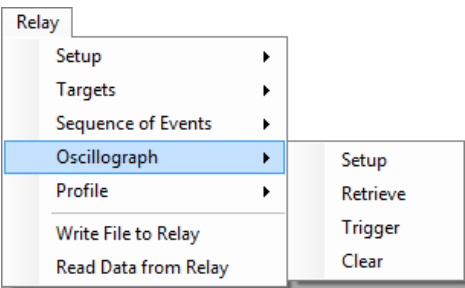 Relay
Setup
Targets
Sequence of Events
Oscillograph
Profile
Write File to Relay
Read Data from Relay
Setup
Retrieve
Trigger
Clear